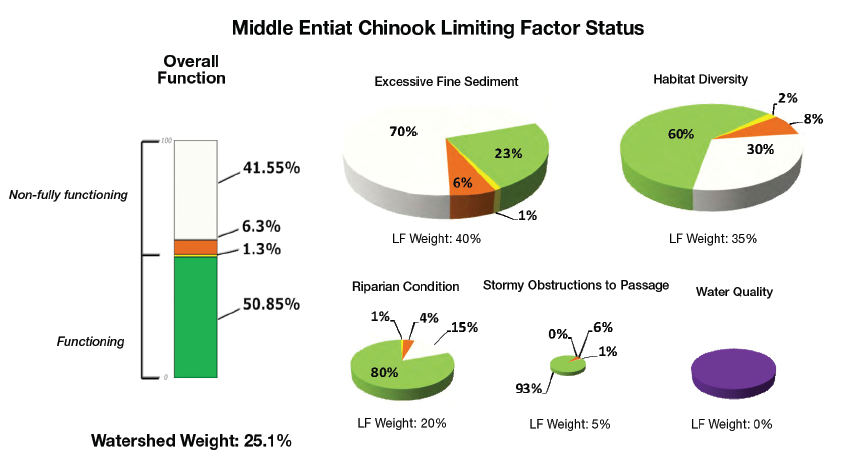 Middle Entiat Chinook Limiting Factor Status
Overall
Function
100
Non-fully functioning
Functioning
0
41.55%
6.3%
1.3%
50.85%
Watershed Weight: 25.1%
Excessive Fine Sediment
70%
23%
6%
1%
LF Weight: 40%
Habitat Diversity
2%
8%
60%
30%
LF Weight: 35%
Riparian Condition
1%
4%
15%
80%
LF Weight: 20%
Stormy Obstructions to Passage
0%
6%
1%
93%
LF Weight: 5%
Water Quality
LF Weight: 0%